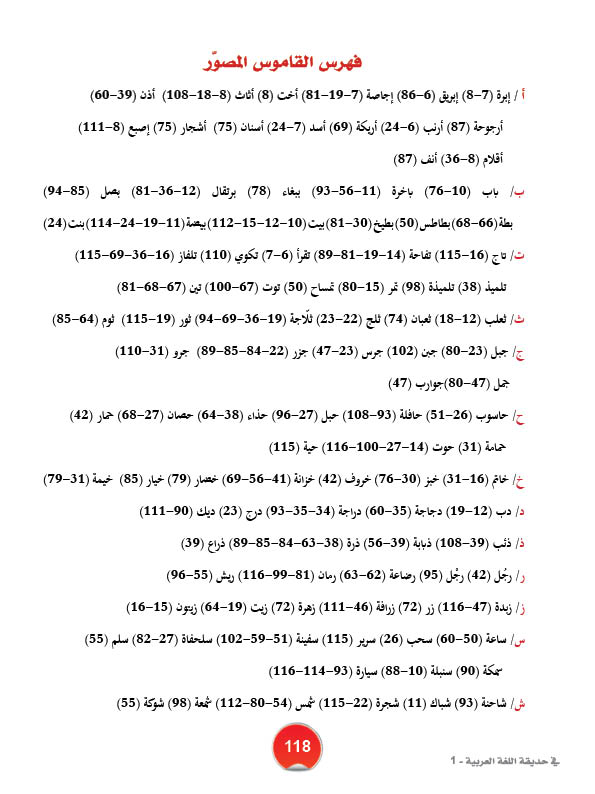 فهرس القاموس المصوّر
أ / إبرة (7–8) إبريق (6–86) إجاصة (7–19–81) أخت (8) أثاث (8–18–108) أذن (39–60)
أرجوحة (87) أرنب (6–24) أريكة (69) أسد (7–24) أسنان (75) أشجار (75) إصبع (8–111)
أقلام (8–36) أنف (87)
ب/ باب (10–76) باخرة (11–56–93) ببغاء (78) برتقال (12–36–81) بصل (85–94)
بطة(66–68)بطاطس(50)بطيخ(30–81)بيت(10–12–15–112)بيضة(11–19–24–114)بنت(24)
ت/ تاج (16–115) تفاحة (14–19–81–89) تقرأ (6–7) تكوي (110) تلفاز (16–36–69–115)
تلميذ (38) تلميذة (98) تمر (15–80) تمساح (50) توت (67–100) تين (67–68–81)
ث/ ثعلب (12–18) ثعبان (74) ثلج (22–23) ثلّاجة (19–36–69–94) ثور (19–115) ثوم (64–85)
ج/ جبل (23–80) جبن (102) جرس (23–47) جزر (22–84–85–89) جرو (31–110)
جمل (47–80)جوارب (47)
ح/ حاسوب (26–51) حافلة (93–108) حبل (27–96) حذاء (38–64) حصان (27–68) حمار (42)
حمامة (31) حوت (14–27–100–116) حية (115)
خ/ خاتم (16–31) خبز (30–76) خروف (42) خزانة (41–56–69) خضار (79) خيار (85) خيمة (31–79)
د/ دب (12–19) دجاجة (35–60) دراجة (34–35–93) درج (23) ديك (90–111)
ذ/ ذئب (39–108) ذبابة (39–56) ذرة (38–63–84–85–89) ذراع (39)
ر/ رجُل (42) رجْل (95) رضاعة (62–63) رمان (81–99–116) ريش (55–96)
ز/ زبدة (47–116) زر (72) زرافة (46–111) زهرة (72) زيت (19–64) زيتون (15–16)
س/ ساعة (50–60) سحب (26) سرير (115) سفينة (51–59–102) سلحفاة (27–82) سلم (55)
سمكة (90) سنبلة (10–88) سيارة (93–114–116)
ش/ شاحنة (93) شباك (11) شجرة (22–115) شمس (54–80–112) شمعة (98) شوكة (55)
118
في حديقة اللغة العربية - 1